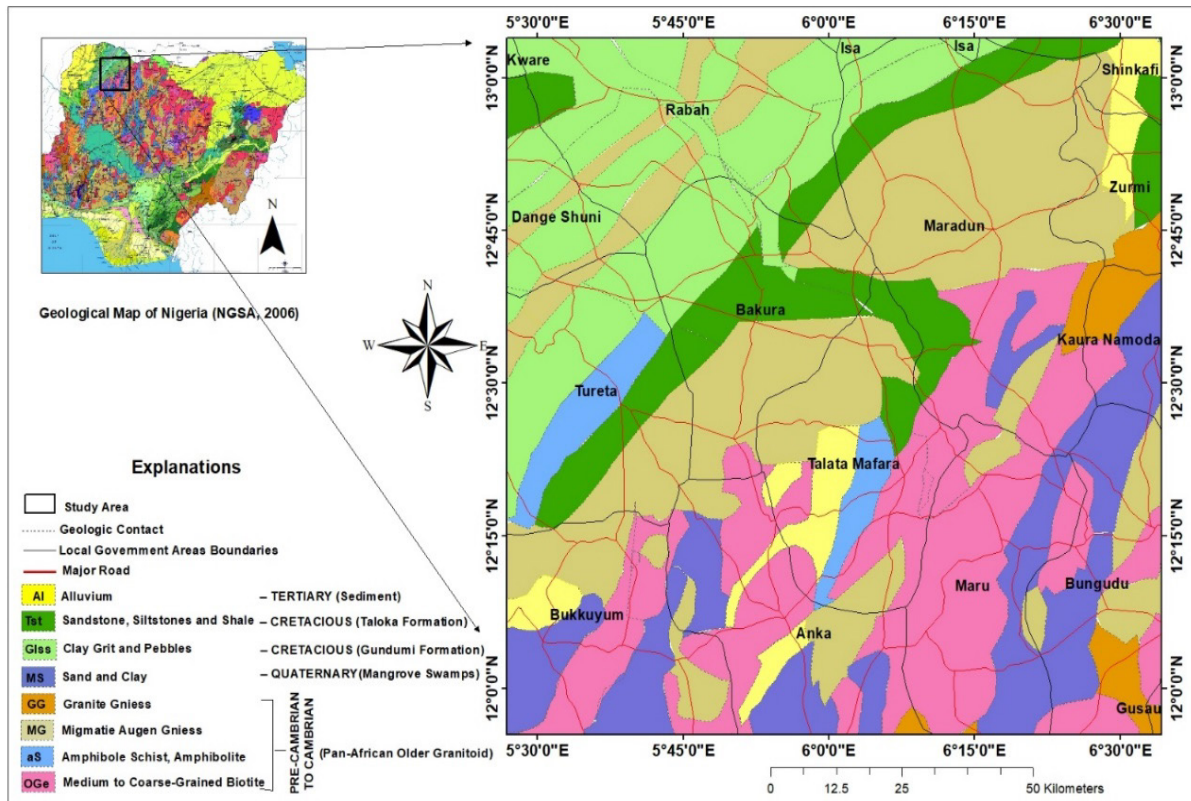 Geological Map of Nigeria (NGSA, 2006)
N
N
W E
S
Explanations
Study Area
Geologic Contact
Local Government Areas Boundaries
Major Road
Al Alluvium – TERTIARY (Sediment)
Tst Sandstone, Siltstones and Shale – CRETACIOUS (Taloka Formation)
Glss Clay Grit and Pebbles – CRETACIOUS (Gundumi Formation)
MS Sand and Clay – QUATERNARY (Mangrove Swamps)
GG Granite Gniess
MG Migmatie Augen Gniess
aS Amphibole Schist, Amphibolite
OGe Medium to Coarse-Grained Biotite
PRE-CAMBRIAN
TO CAMBRIAN
(Pan-African Older Granitoid)
5°30'0"E 5°45'0"E 6°0'0"E 6°15'0"E 6°30'0"E
13°0'0"N 13°0'0"N
12°45'0"N 12°45'0"N
12°30'0"N 12°30'0"N
12°15'0"N 12°15'0"N
12°0'0"N 12°0'0"N
Kware
Isa
Isa
Shinkafi
Rabah
Zurmi
Dange Shuni
Maradun
Bakura
Kaura Namoda
Tureta
Talata Mafara
Maru
Bungudu
Bukkuyum
Anka
Gusau
5°30'0"E 5°45'0"E 6°0'0"E 6°15'0"E 6°30'0"E
0 12.5 25 50 Kilometers